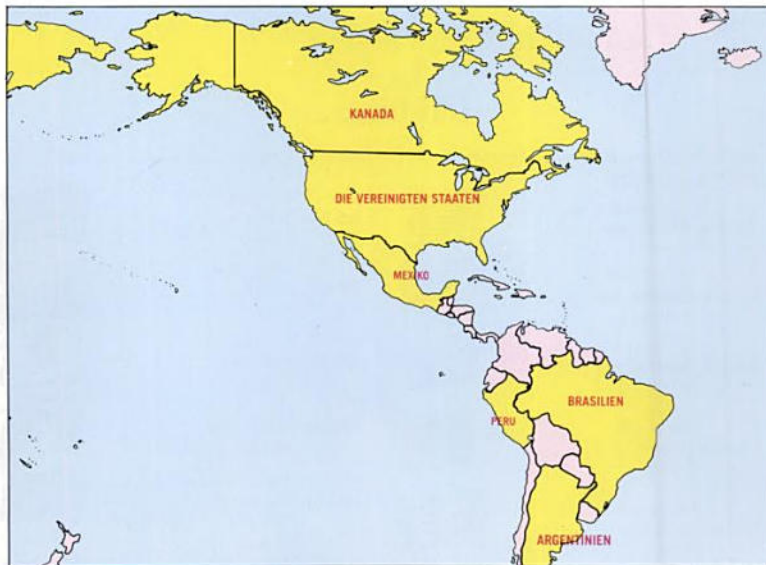 KANADA
DIE VEREINIGTEN STAATEN
MEXIKO
BRASILIEN
PERU
ARGENTINIEN